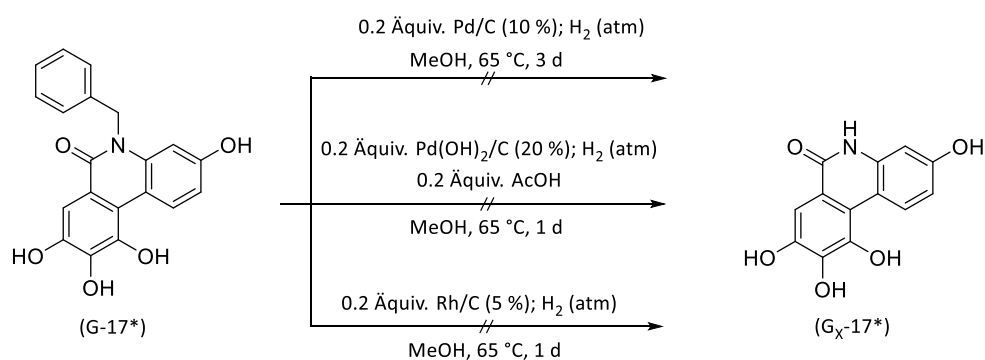 0.2 Äquiv. Pd/C (10 %); H₂ (atm)
MeOH, 65 °C, 3 d
0.2 Äquiv. Pd(OH)₂/C (20 %); H₂ (atm)
0.2 Äquiv. AcOH
MeOH, 65 °C, 1 d
0.2 Äquiv. Rh/C (5 %); H₂ (atm)
MeOH, 65 °C, 1 d
O
N
OH
HO
OH
OH
(G-17*)
H
O
N
OH
HO
OH
OH
(Gₓ-17*)